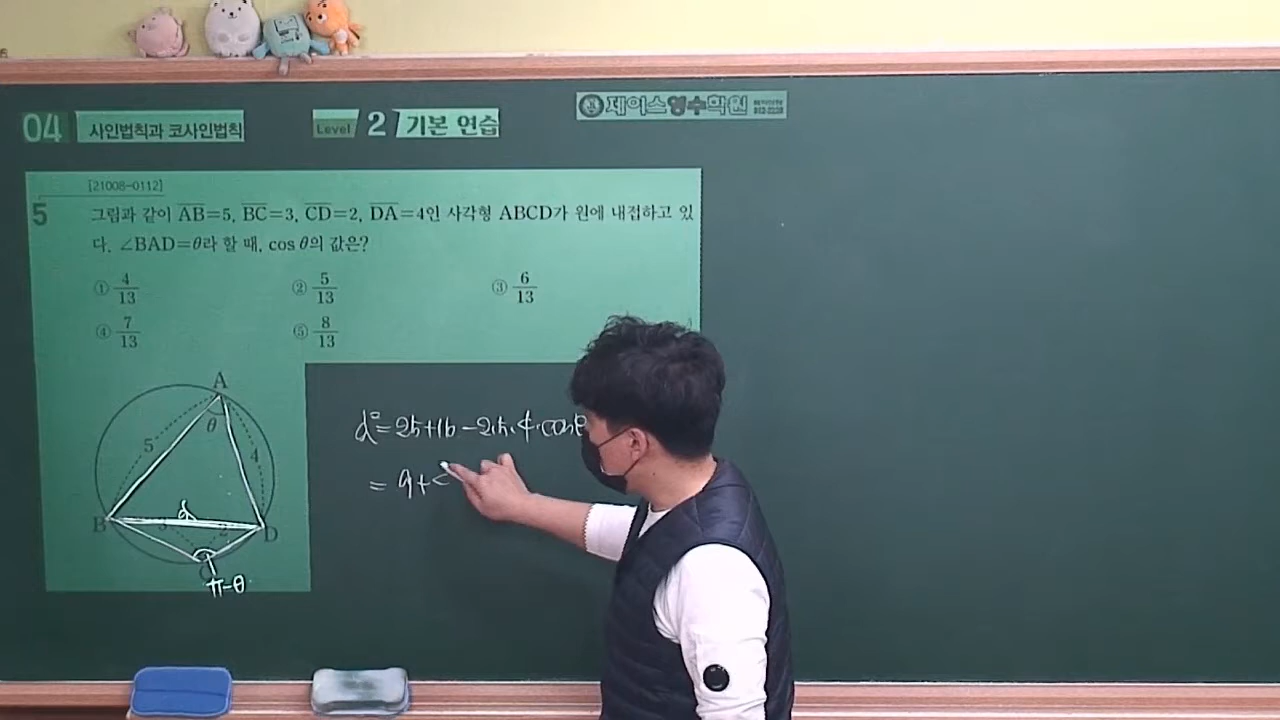 04 사인법칙과 코사인법칙 Level 2 기본 연습
제이스영수학원
[21008-0112]
5 그림과 같이 AB=5, BC=3, CD=2, DA=4인 사각형 ABCD가 원에 내접하고 있
다. ∠BAD=θ라 할 때, cos θ의 값은?
① 4/13 ② 5/13 ③ 6/13
④ 7/13 ⑤ 8/13
A
θ
5
4
B
D
π-θ
d²=25+16-2·5·4·cosθ
= 9+